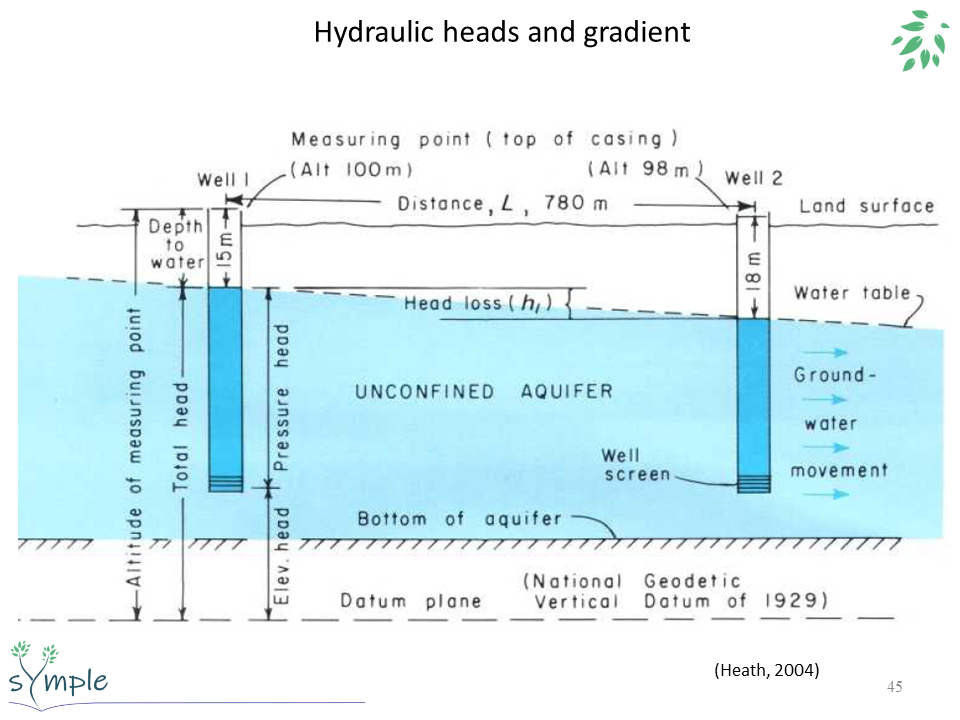 Hydraulic heads and gradient
Measuring point ( top of casing )
(Alt 100m)
(Alt 98 m)
Well 1
Well 2
Distance, L, 780 m
Land surface
Depth
to
water
15 m
18 m
Head loss ( hl )
Water table
Altitude of measuring point
Total head
Pressure head
Elev. head
UNCONFINED AQUIFER
Ground-
water
movement
Well
screen
Bottom of aquifer
(National Geodetic
Datum plane Vertical Datum of 1929)
sYmple
(Heath, 2004)
45